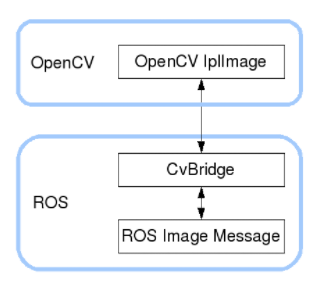 OpenCV
OpenCV IplImage
CvBridge
ROS
ROS Image Message